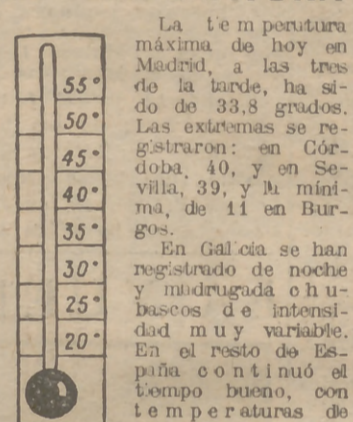 La temperutura
máxima de hoy en
Madrid, a las tres
de la tarde, ha si-
do de 33,8 grados.
Las extremas se re-
gistraron: en Cór-
doba, 40, y en Se-
villa, 39, y la míni-
ma, de 11 en Bur-
gos.
En Galicia se han
registrado de noche
y madrugada chu-
bascos de intensi-
dad muy variable.
En el resto de Es-
paña continuó el
tiempo bueno, con
temperaturas de
55°
50°
45°
40°
35°
30°
25°
20°